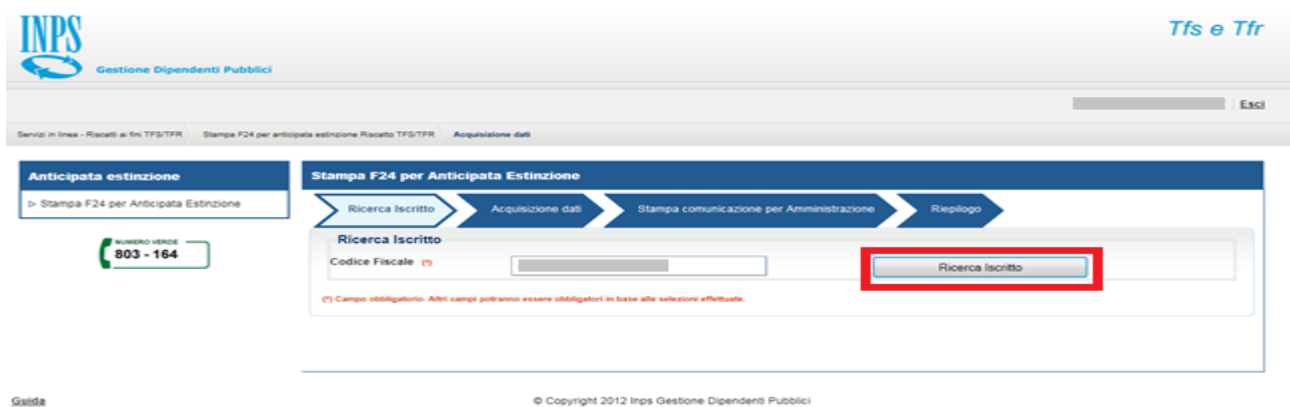 INPS
Gestione Dipendenti Pubblici
Tfs e Tfr
Esci
Servizi in linea - Riscatti ai fini TFS/TFR Stampa F24 per anticipata estinzione Riscatto TFS/TFR Acquisizione dati
Anticipata estinzione
Stampa F24 per Anticipata Estinzione
NUMERO VERDE
803 - 164
Stampa F24 per Anticipata Estinzione
Ricerca Iscritto Acquisizione dati Stampa comunicazione per Amministrazione Riepilogo
Ricerca Iscritto
Codice Fiscale (*) Ricerca Iscritto
(*) Campo obbligatorio. Altri campi potranno essere obbligatori in base alle selezioni effettuate.
Guida © Copyright 2012 Inps Gestione Dipendenti Pubblici